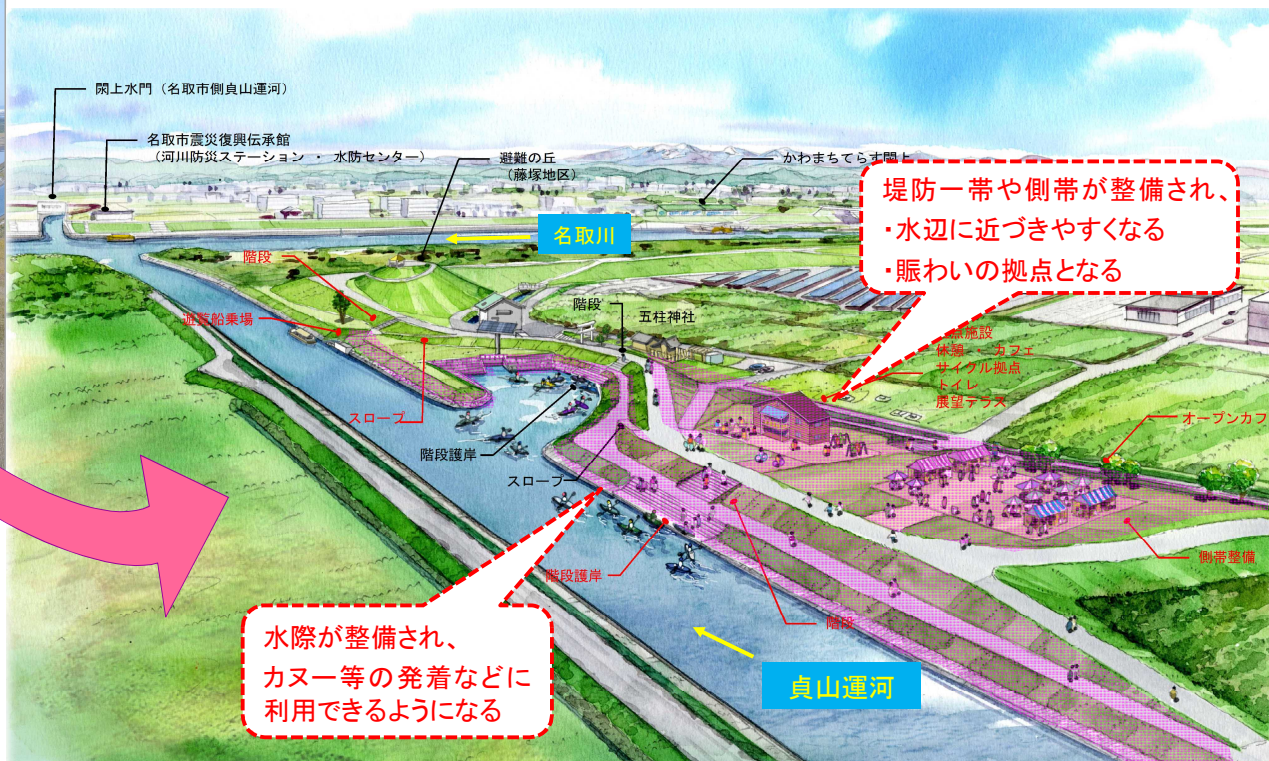 閖上水門（名取市側貞山運河）
名取市震災復興伝承館
（河川防災ステーション ・ 水防センター）
避難の丘
（藤塚地区）
かわまちてらす閖上
堤防一帯や側帯が整備され、
・水辺に近づきやすくなる
・賑わいの拠点となる
名取川
階段
遊覧船乗場
階段
五柱神社
点施設
休憩 ・ カフェ
サイクル拠点
トイレ
展望テラス
スロープ
オープンカフ
階段護岸
スロープ
階段護岸
側帯整備
階段
水際が整備され、
カヌー等の発着などに
利用できるようになる
貞山運河